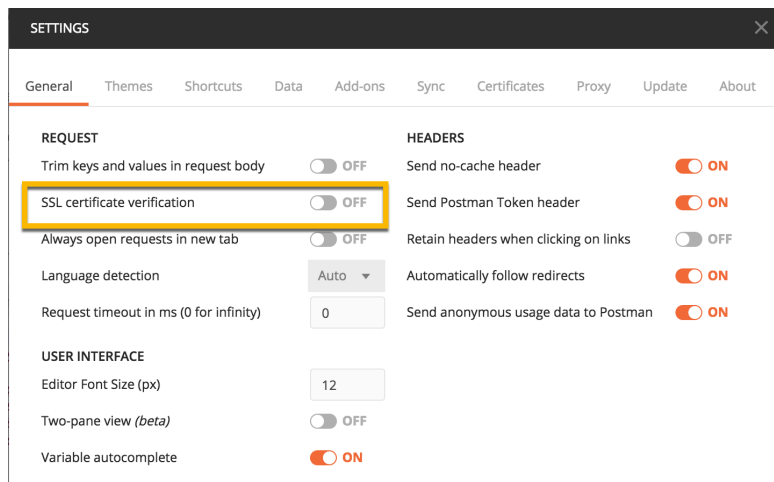 SETTINGS
General Themes Shortcuts Data Add-ons Sync Certificates Proxy Update About
REQUEST
Trim keys and values in request body OFF
SSL certificate verification OFF
Always open requests in new tab OFF
Language detection Auto
Request timeout in ms (0 for infinity) 0
USER INTERFACE
Editor Font Size (px) 12
Two-pane view (beta) OFF
Variable autocomplete ON
HEADERS
Send no-cache header ON
Send Postman Token header ON
Retain headers when clicking on links OFF
Automatically follow redirects ON
Send anonymous usage data to Postman ON